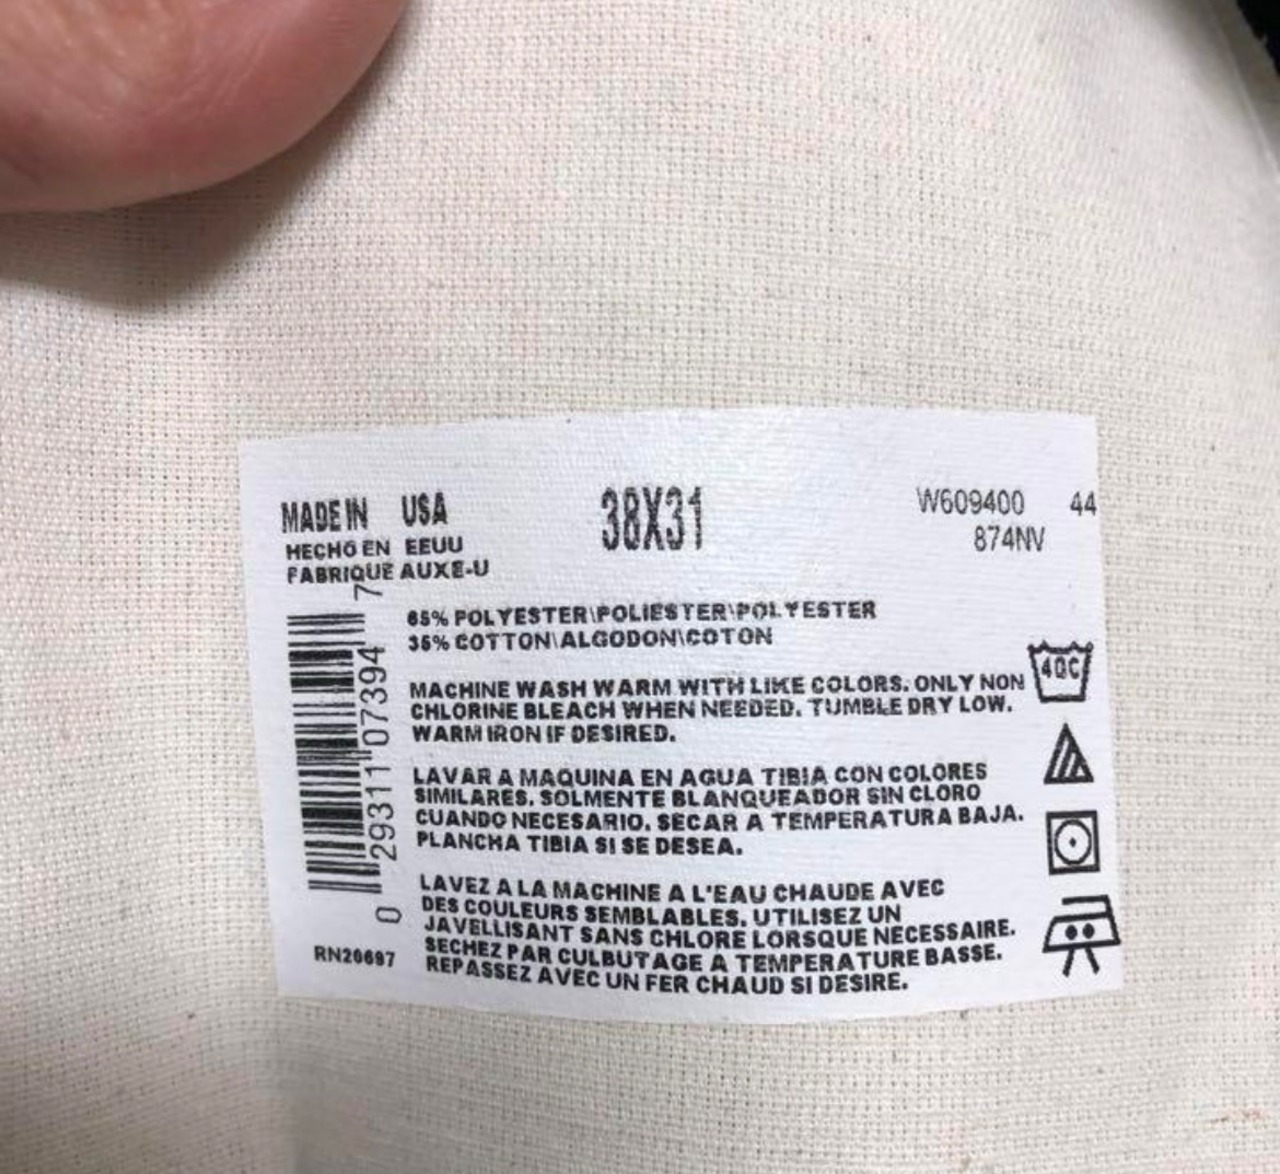 MADE IN USA
38X31
W609400 44
HECHO EN EEUU
874NV
FABRIQUE AUXE-U
65% POLYESTER\POLIESTER\POLYESTER
35% COTTON\ALGODON\COTON
MACHINE WASH WARM WITH LIKE COLORS. ONLY NON
CHLORINE BLEACH WHEN NEEDED. TUMBLE DRY LOW.
WARM IRON IF DESIRED.
40C
LAVAR A MAQUINA EN AGUA TIBIA CON COLORES
SIMILARES. SOLMENTE BLANQUEADOR SIN CLORO
CUANDO NECESARIO. SECAR A TEMPERATURA BAJA.
PLANCHA TIBIA SI SE DESEA.
LAVEZ A LA MACHINE A L'EAU CHAUDE AVEC
DES COULEURS SEMBLABLES. UTILISEZ UN
JAVELLISANT SANS CHLORE LORSQUE NECESSAIRE.
SECHEZ PAR CULBUTAGE A TEMPERATURE BASSE.
REPASSEZ AVEC UN FER CHAUD SI DESIRE.
0 29311 07394 7
RN20697